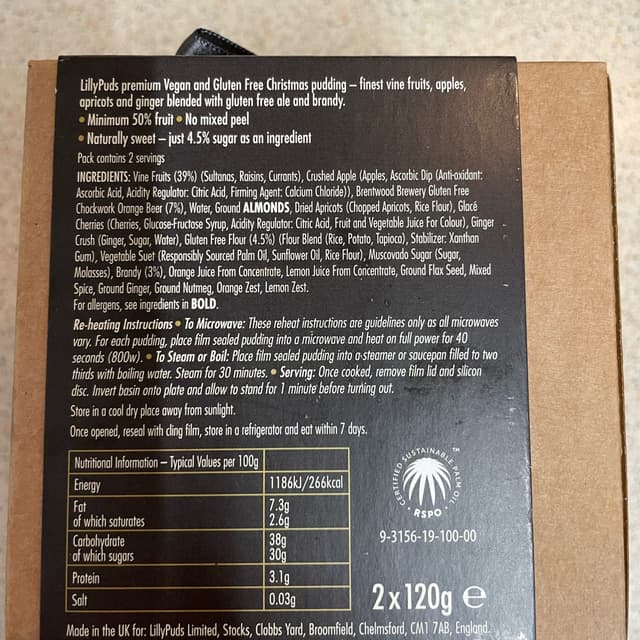 LillyPuds premium Vegan and Gluten Free Christmas pudding – finest vine fruits, apples,
apricots and ginger blended with gluten free ale and brandy.
• Minimum 50% fruit • No mixed peel
• Naturally sweet – just 4.5% sugar as an ingredient
Pack contains 2 servings
INGREDIENTS: Vine Fruits (39%) (Sultanas, Raisins, Currants), Crushed Apple (Apples, Ascorbic Dip (Anti-oxidant:
Ascorbic Acid, Acidity Regulator: Citric Acid, Firming Agent: Calcium Chloride)), Brentwood Brewery Gluten Free
Chockwork Orange Beer (7%), Water, Ground ALMONDS, Dried Apricots (Chopped Apricots, Rice Flour), Glacé
Cherries (Cherries, Glucose-Fructose Syrup, Acidity Regulator: Citric Acid, Fruit and Vegetable Juice For Colour), Ginger
Crush (Ginger, Sugar, Water), Gluten Free Flour (4.5%) (Flour Blend (Rice, Potato, Tapioca), Stabilizer: Xanthan
Gum), Vegetable Suet (Responsibly Sourced Palm Oil, Sunflower Oil, Rice Flour), Muscovado Sugar (Sugar,
Molasses), Brandy (3%), Orange Juice From Concentrate, Lemon Juice From Concentrate, Ground Flax Seed, Mixed
Spice, Ground Ginger, Ground Nutmeg, Orange Zest, Lemon Zest.
For allergens, see ingredients in BOLD.
Re-heating Instructions • To Microwave: These reheat instructions are guidelines only as all microwaves
vary. For each pudding, place film sealed pudding into a microwave and heat on full power for 40
seconds (800w). • To Steam or Boil: Place film sealed pudding into a steamer or saucepan filled to two
thirds with boiling water. Steam for 30 minutes. • Serving: Once cooked, remove film lid and silicon
disc. Invert basin onto plate and allow to stand for 1 minute before turning out.
Store in a cool dry place away from sunlight.
Once opened, reseal with cling film, store in a refrigerator and eat within 7 days.
Nutritional Information – Typical Values per 100g
Energy 1186kJ/266kcal
Fat 7.3g
of which saturates 2.6g
Carbohydrate 38g
of which sugars 30g
Protein 3.1g
Salt 0.03g
CERTIFIED SUSTAINABLE PALM OIL ™
RSPO
9-3156-19-100-00
2 x 120g e
Made in the UK for: LillyPuds Limited, Stocks, Clobbs Yard, Broomfield, Chelmsford, CM1 7AB, England.